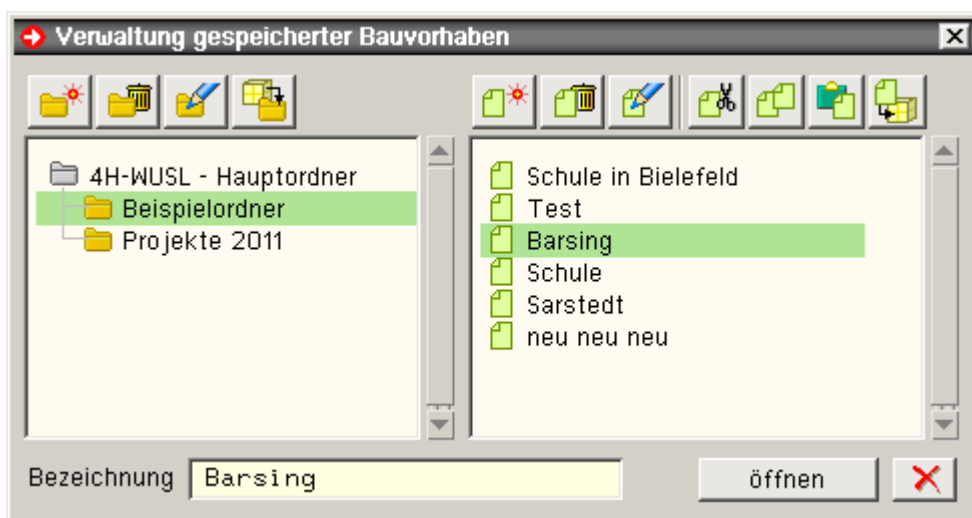 Verwaltung gespeicherter Bauvorhaben
4H-WUSL - Hauptordner
Beispielordner
Projekte 2011
Schule in Bielefeld
Test
Barsing
Schule
Sarstedt
neu neu neu
Bezeichnung Barsing
öffnen